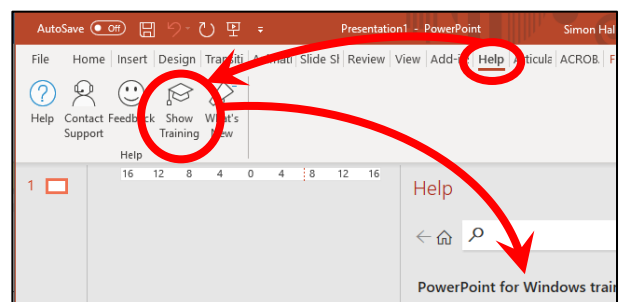 AutoSave Off Presentation1 - PowerPoint Simon Hal
File Home Insert Design Transiti Slide Sh Review View Add-i Help Articule ACROB. F
? Help Contact Support Feedback Show Training What's New
Help
16 12 8 4 0 4 8 12 16
1
Help
PowerPoint for Windows trai